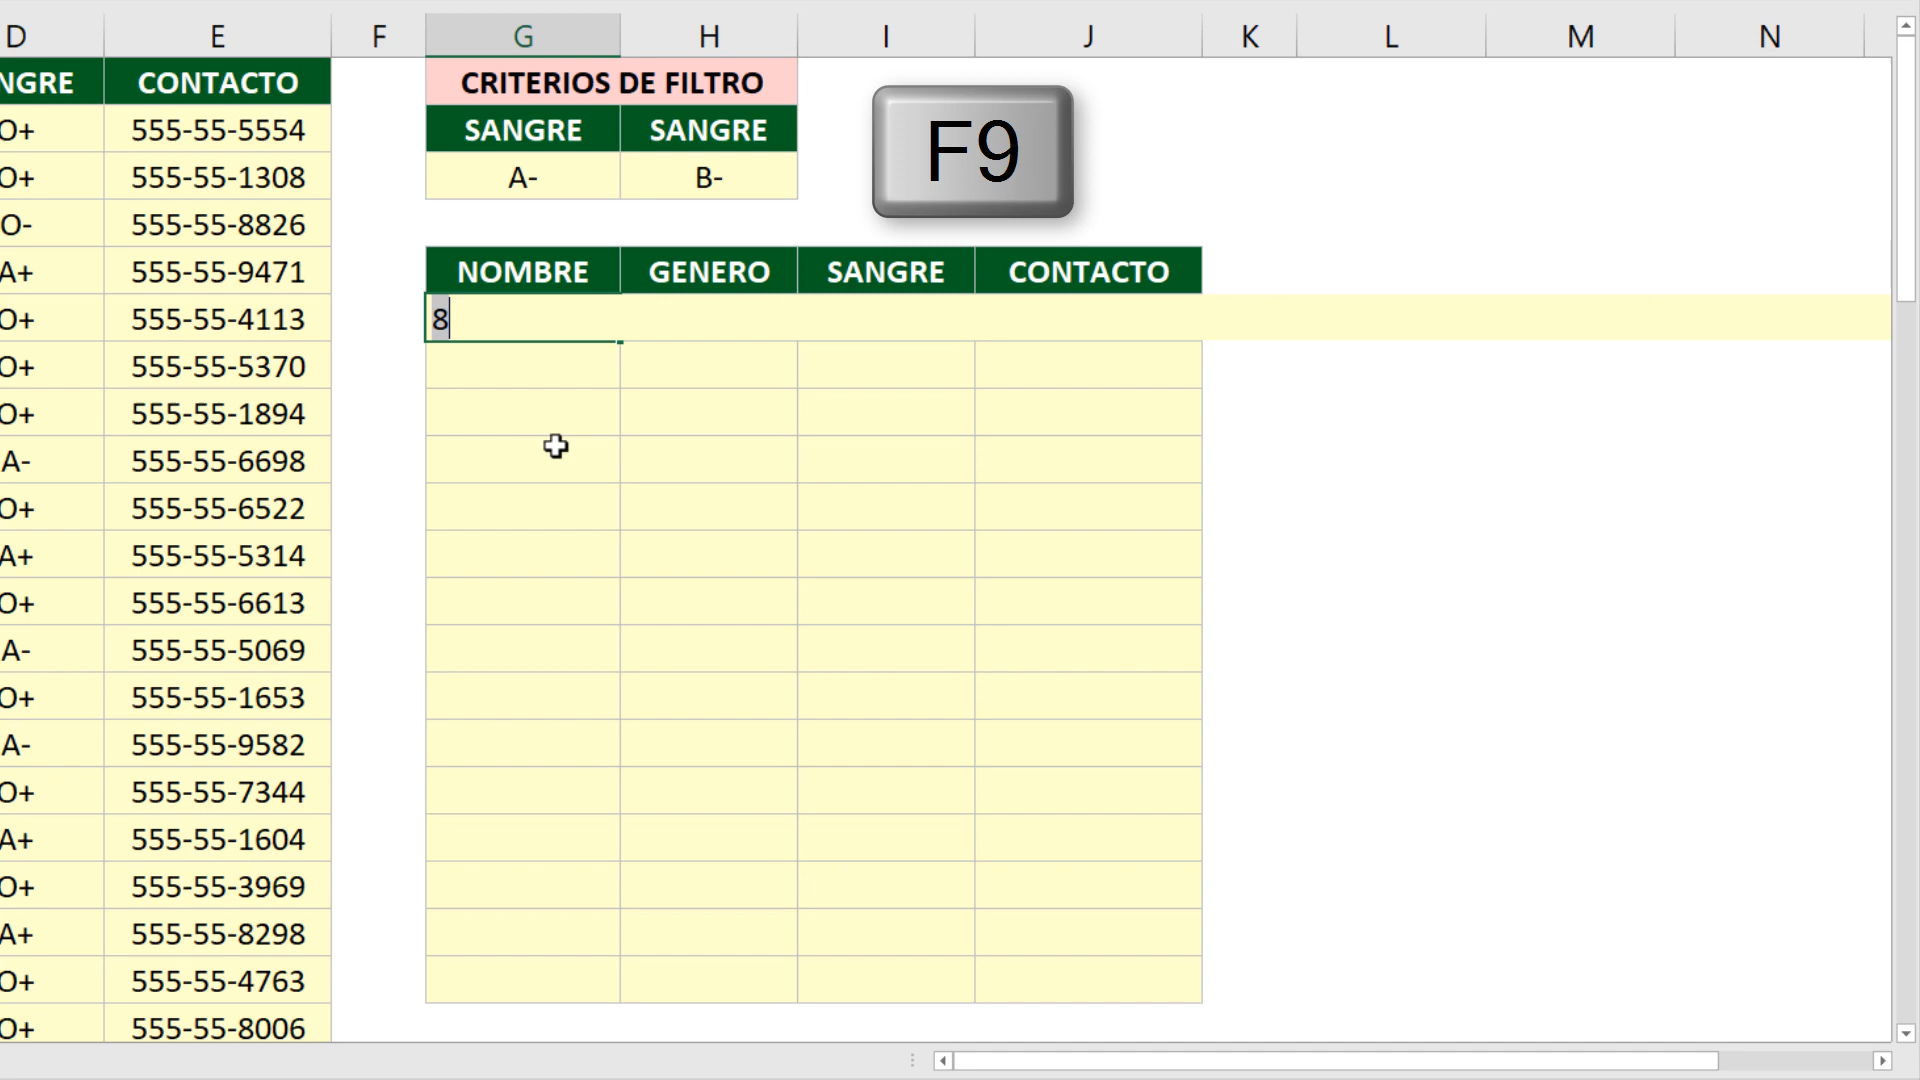 D E F G H I J K L M N
NGRE CONTACTO CRITERIOS DE FILTRO
O+ 555-55-5554 SANGRE SANGRE
O+ 555-55-1308 A- B-
F9
O- 555-55-8826
A+ 555-55-9471 NOMBRE GENERO SANGRE CONTACTO
O+ 555-55-4113 8
O+ 555-55-5370
O+ 555-55-1894
A- 555-55-6698
O+ 555-55-6522
A+ 555-55-5314
O+ 555-55-6613
A- 555-55-5069
O+ 555-55-1653
A- 555-55-9582
O+ 555-55-7344
A+ 555-55-1604
O+ 555-55-3969
A+ 555-55-8298
O+ 555-55-4763
O+ 555-55-8006